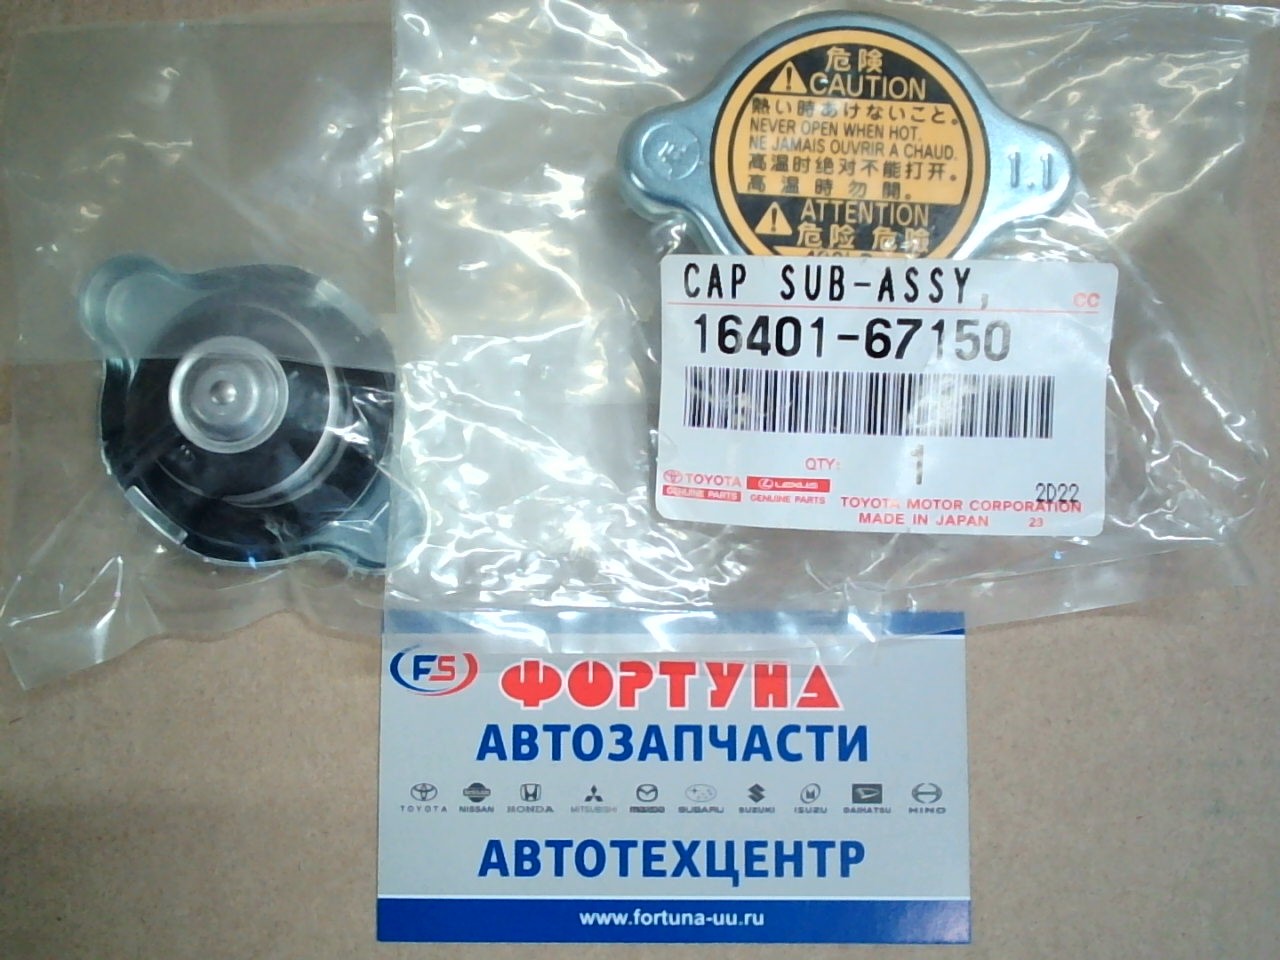 危険
CAUTION
熱い時あけないこと。
NEVER OPEN WHEN HOT.
NE JAMAIS OUVRIR A CHAUD.
高温时绝对不能打开。
高温時勿開。
ATTENTION
危险 危險
1.1
CAP SUB-ASSY,
CC
16401-67150
QTY: 1
TOYOTA
GENUINE PARTS
LEXUS
GENUINE PARTS
2D22
TOYOTA MOTOR CORPORATION
MADE IN JAPAN 23
FS ФОРТУНА
АВТОЗАПЧАСТИ
TOYOTA NISSAN HONDA MITSUBISHI mazda SUBARU SUZUKI ISUZU DAIHATSU HINO
АВТОТЕХЦЕНТР
www.fortuna-uu.ru